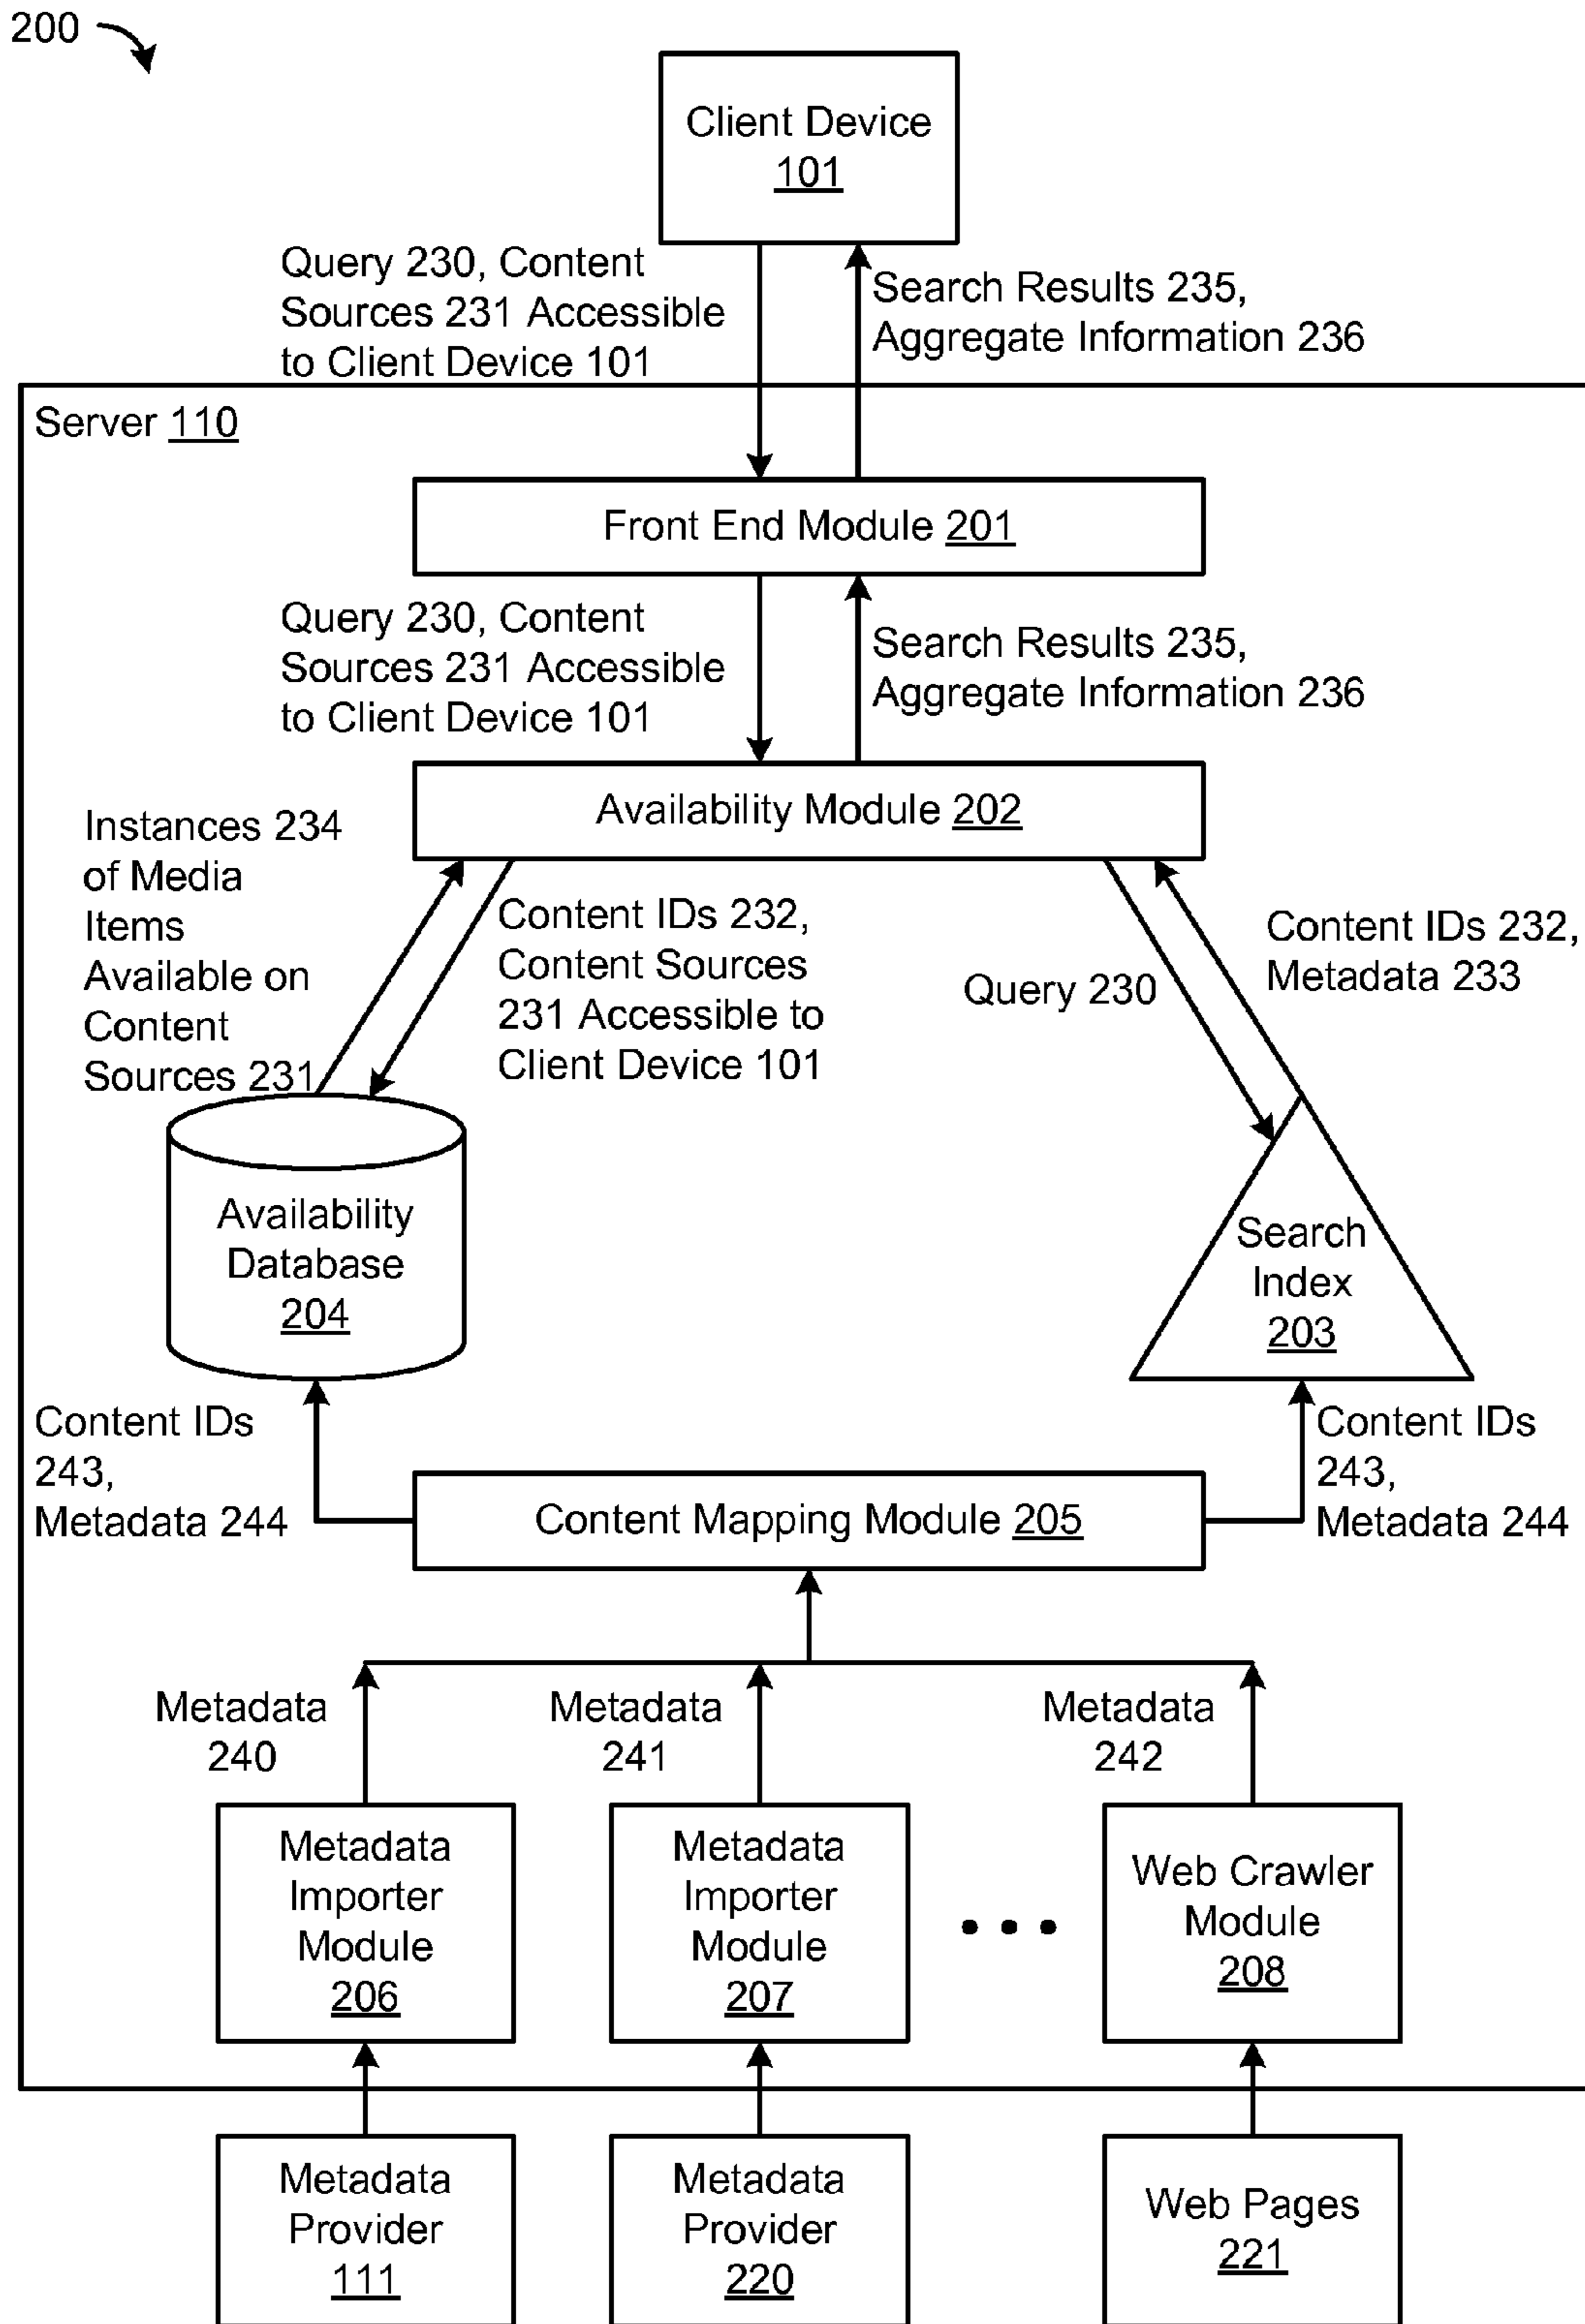 200
Client Device
101
Query 230, Content
Sources 231 Accessible
to Client Device 101
Search Results 235,
Aggregate Information 236
Server 110
Front End Module 201
Query 230, Content
Sources 231 Accessible
to Client Device 101
Search Results 235,
Aggregate Information 236
Availability Module 202
Instances 234
of Media
Items
Available on
Content
Sources 231
Content IDs 232,
Content Sources
231 Accessible to
Client Device 101
Query 230
Content IDs 232,
Metadata 233
Availability
Database
204
Search
Index
203
Content IDs
243,
Metadata 244
Content Mapping Module 205
Content IDs
243,
Metadata 244
Metadata
240
Metadata
241
Metadata
242
Metadata
Importer
Module
206
Metadata
Importer
Module
207
Web Crawler
Module
208
Metadata
Provider
111
Metadata
Provider
220
Web Pages
221